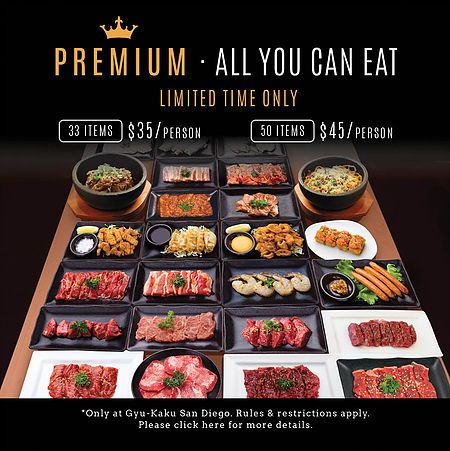 PREMIUM · ALL YOU CAN EAT
LIMITED TIME ONLY
33 ITEMS $35/PERSON 50 ITEMS $45/PERSON
*Only at Gyu-Kaku San Diego. Rules & restrictions apply.
Please click here for more details.